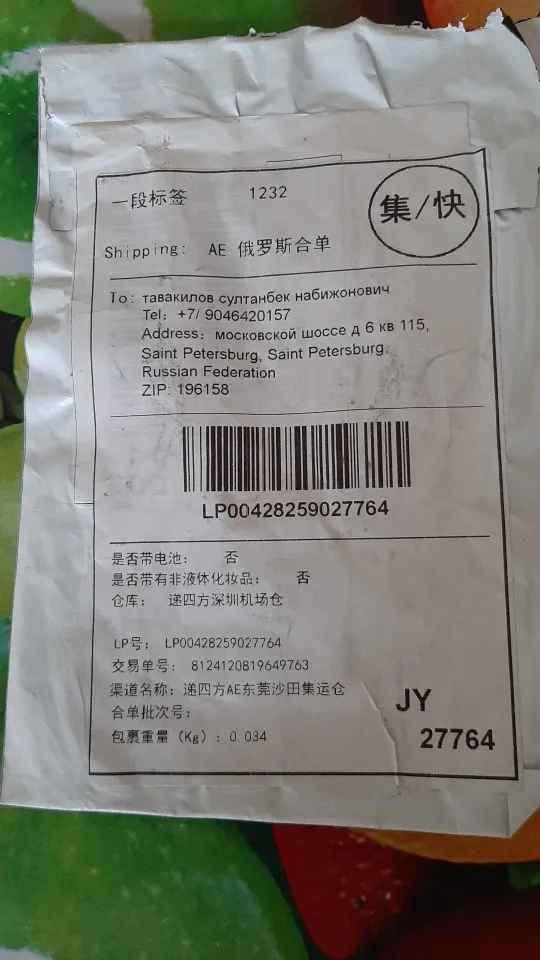 一段标签 1232
集/快
Shipping: AE 俄罗斯合单
To: тавакилов султанбек набижонович
Tel: +7/ 9046420157
Address: московской шоссе д 6 кв 115,
Saint Petersburg, Saint Petersburg,
Russian Federation
ZIP: 196158
LP00428259027764
是否带电池: 否
是否带有非液体化妆品: 否
仓库: 递四方深圳机场仓
LP号: LP00428259027764
交易单号: 8124120819649763
渠道名称: 递四方AE东莞沙田集运仓
合单批次号:
包裹重量 (Kg) : 0.034
JY
27764